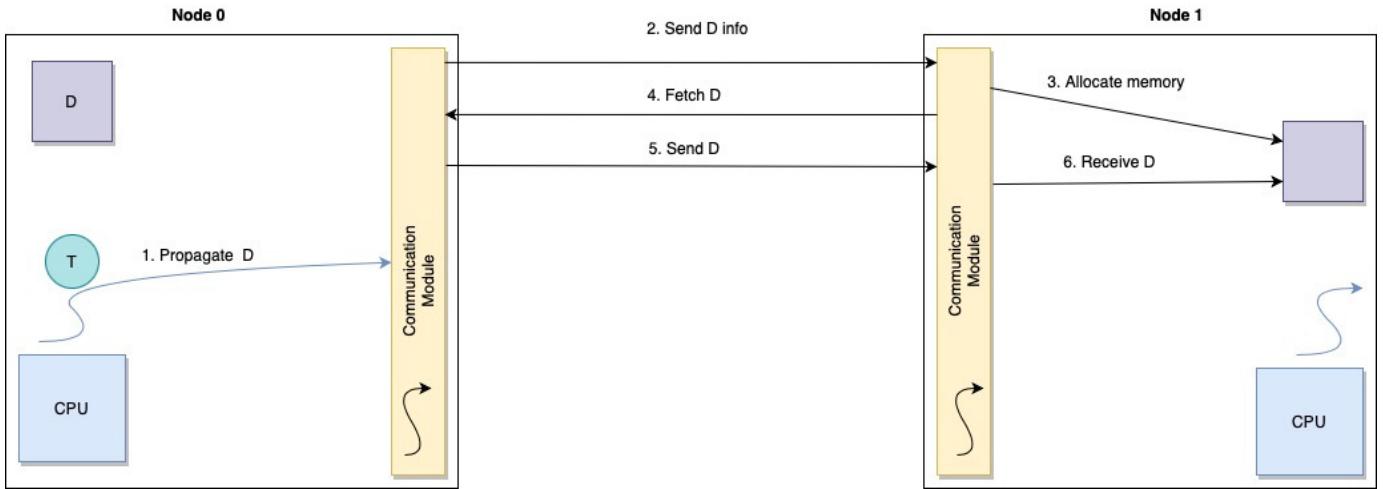 Node 0
Node 1
2. Send D info
D
3. Allocate memory
4. Fetch D
5. Send D
6. Receive D
T
1. Propagate D
Communication
Module
Communication
Module
CPU
CPU